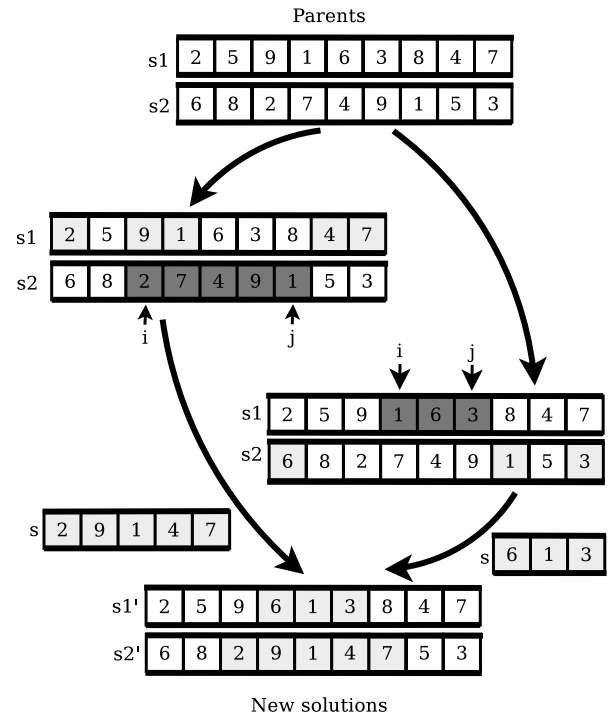 Parents
s1 2 5 9 1 6 3 8 4 7
s2 6 8 2 7 4 9 1 5 3
s1 2 5 9 1 6 3 8 4 7
s2 6 8 2 7 4 9 1 5 3
i j
i j
s1 2 5 9 1 6 3 8 4 7
s2 6 8 2 7 4 9 1 5 3
s 2 9 1 4 7
s 6 1 3
s1' 2 5 9 6 1 3 8 4 7
s2' 6 8 2 9 1 4 7 5 3
New solutions